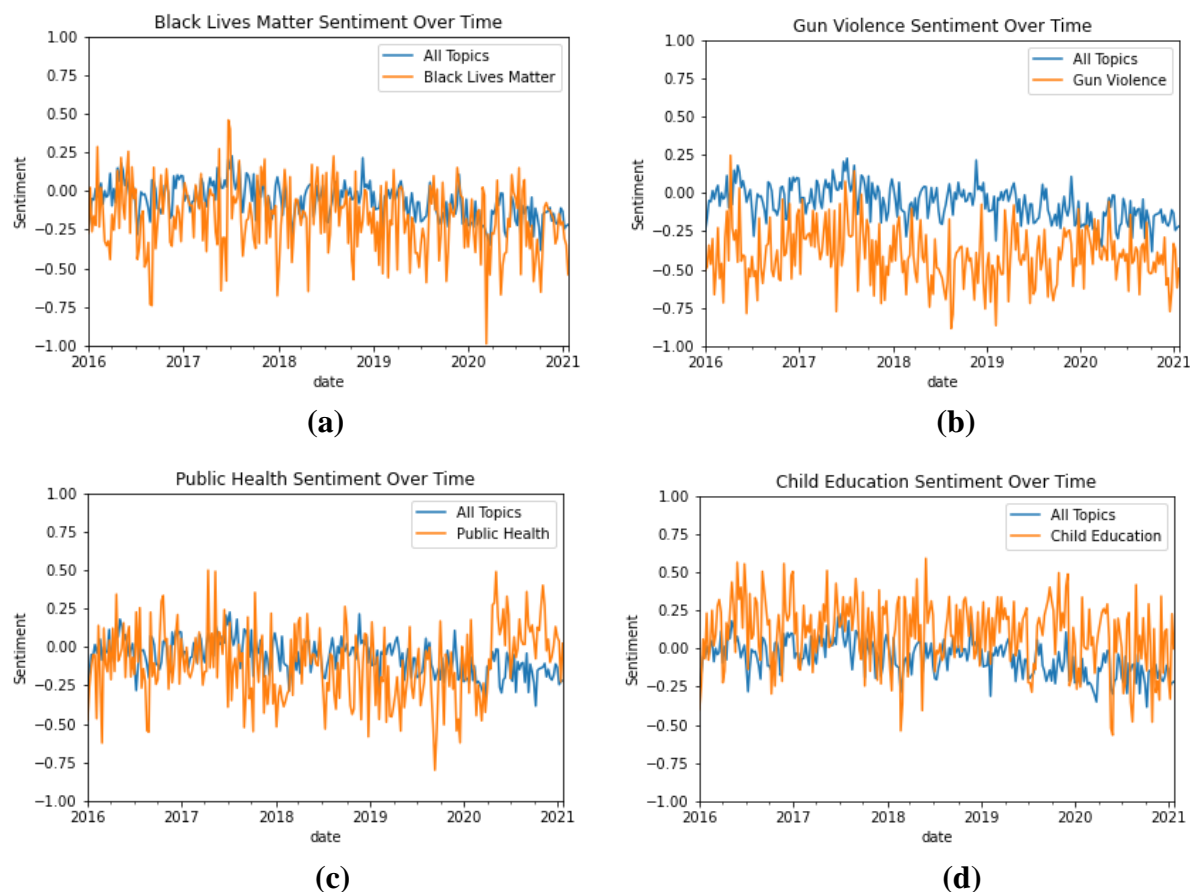 Black Lives Matter Sentiment Over Time
1.00
0.75
0.50
0.25
0.00
−0.25
−0.50
−0.75
−1.00
Sentiment
All Topics
Black Lives Matter
2016 2017 2018 2019 2020 2021
date
(a)
Gun Violence Sentiment Over Time
1.00
0.75
0.50
0.25
0.00
−0.25
−0.50
−0.75
−1.00
Sentiment
All Topics
Gun Violence
2016 2017 2018 2019 2020 2021
date
(b)
Public Health Sentiment Over Time
1.00
0.75
0.50
0.25
0.00
−0.25
−0.50
−0.75
−1.00
Sentiment
All Topics
Public Health
2016 2017 2018 2019 2020 2021
date
(c)
Child Education Sentiment Over Time
1.00
0.75
0.50
0.25
0.00
−0.25
−0.50
−0.75
−1.00
Sentiment
All Topics
Child Education
2016 2017 2018 2019 2020 2021
date
(d)